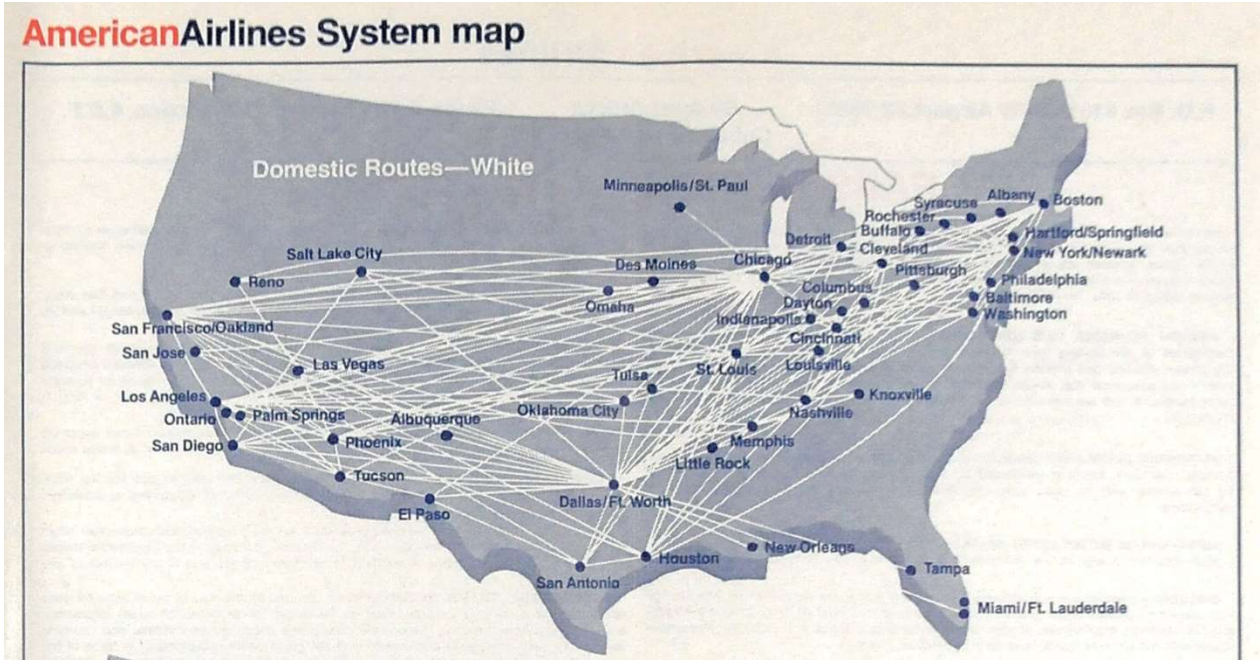 AmericanAirlines System map
Domestic Routes—White
Minneapolis/St. Paul
Albany
Boston
Syracuse
Rochester
Buffalo
Hartford/Springfield
Detroit
Cleveland
New York/Newark
Salt Lake City
Chicago
Des Moines
Pittsburgh
Reno
Philadelphia
Columbus
Omaha
Dayton
Baltimore
Indianapolis
Washington
San Francisco/Oakland
Cincinnati
San Jose
Las Vegas
St. Louis
Louisville
Tulsa
Los Angeles
Knoxville
Oklahoma City
Nashville
Ontario
Palm Springs
Albuquerque
San Diego
Phoenix
Memphis
Little Rock
Tucson
Dallas/Ft. Worth
El Paso
New Orleans
Houston
Tampa
San Antonio
Miami/Ft. Lauderdale